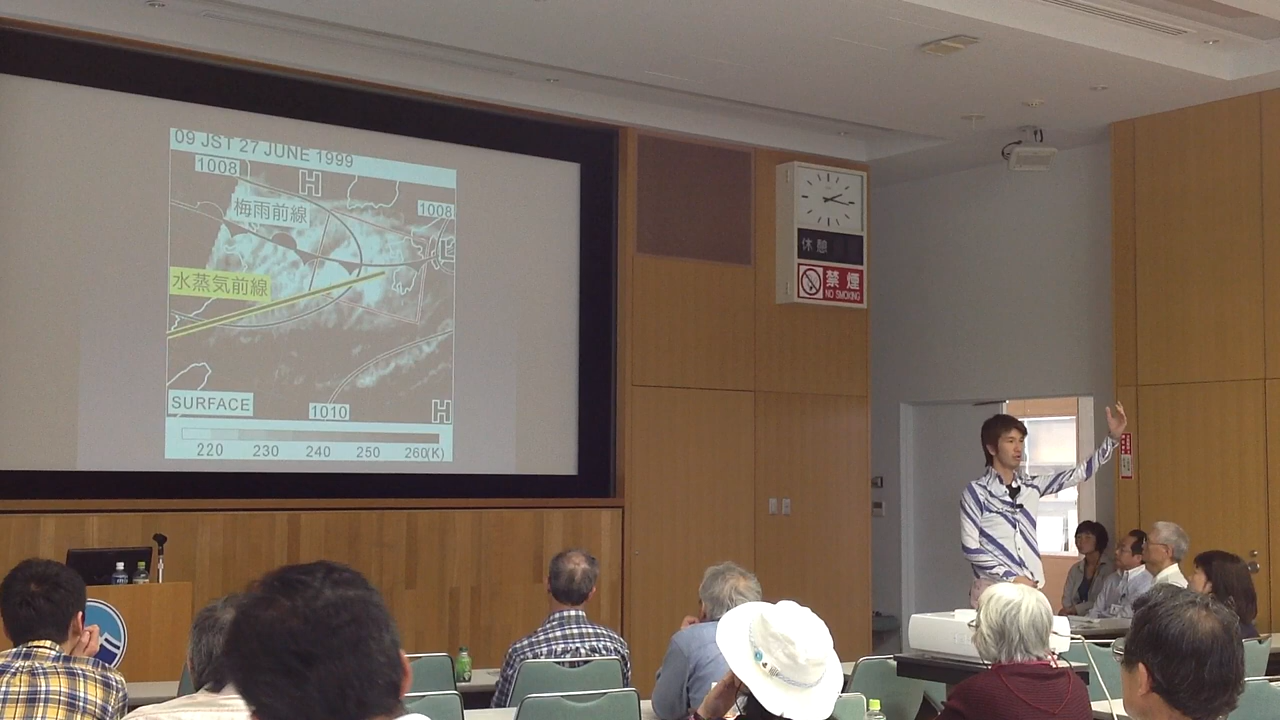 09 JST 27 JUNE 1999
1008
H
1008
梅雨前線
L
水蒸気前線
SURFACE
1010
H
220 230 240 250 260(K)
休憩
禁煙
NO SMOKING